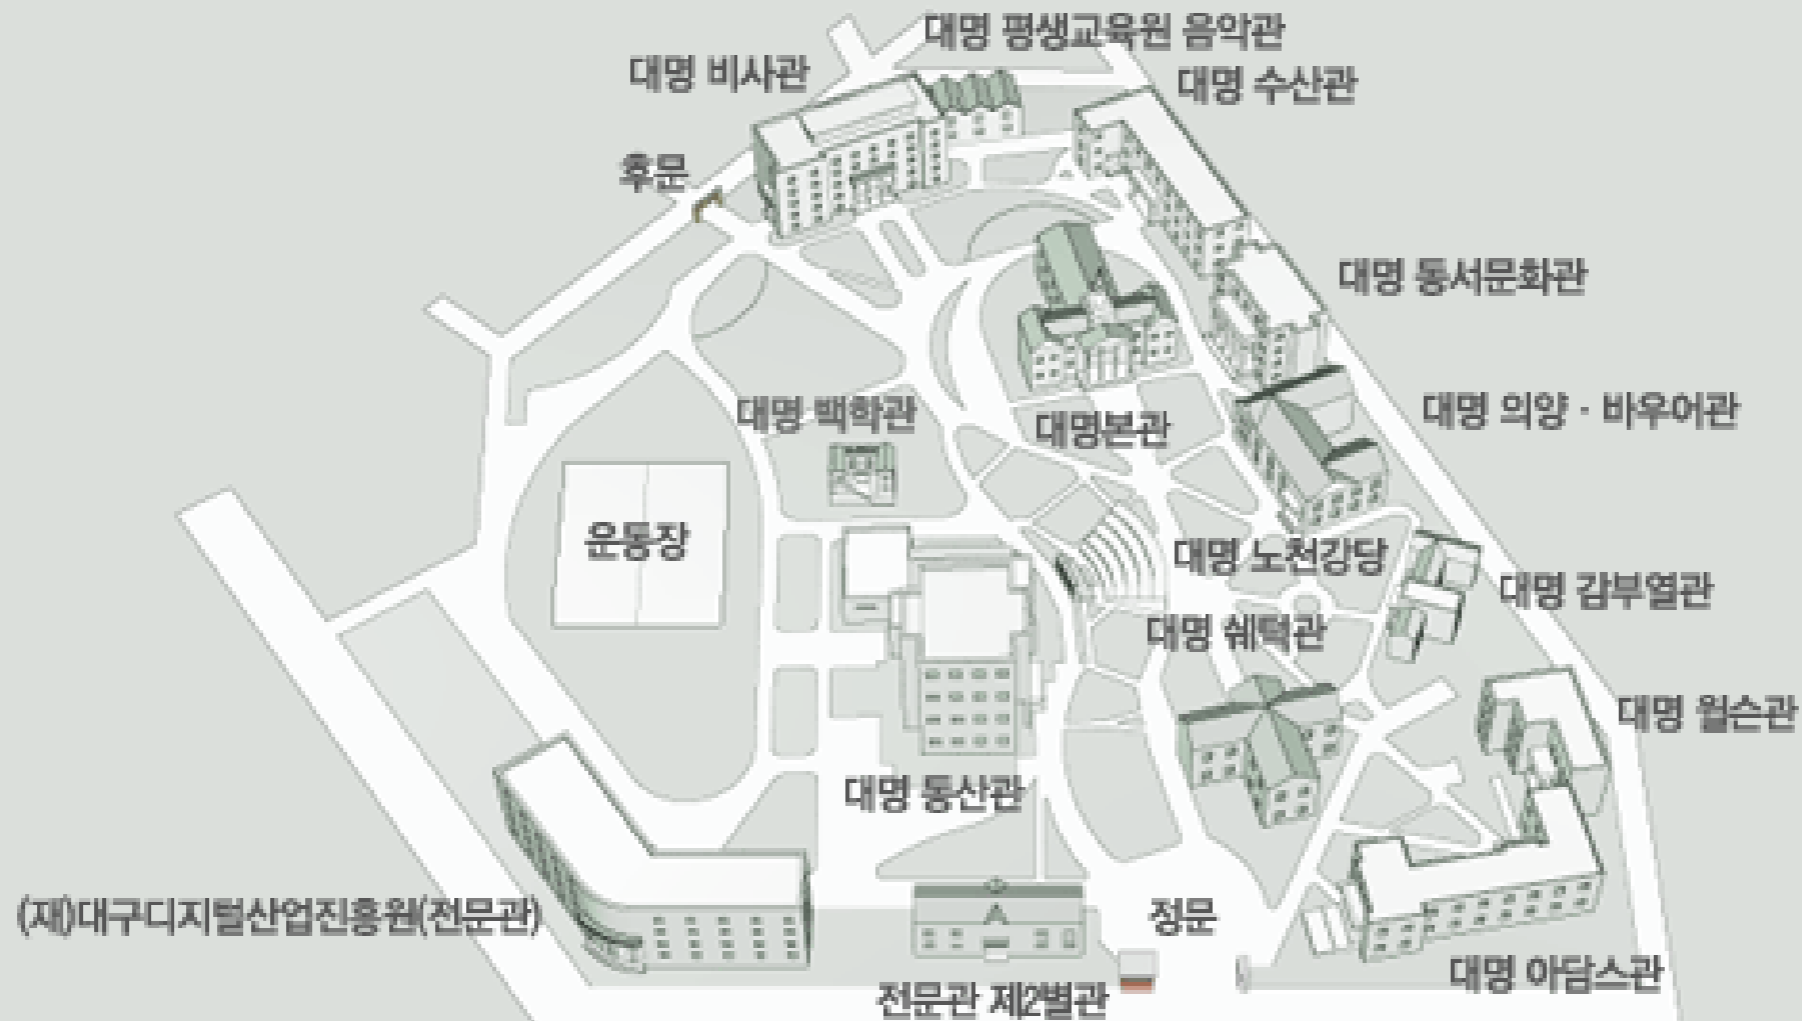 대명 평생교육원 음악관
대명 비사관
대명 수산관
후문
대명 동서문화관
대명 백학관
대명본관
대명 의양 · 바우어관
운동장
대명 노천강당
대명 감부열관
대명 쉐턱관
대명 월슨관
대명 동산관
(재)대구디지털산업진흥원(전문관)
정문
대명 아담스관
전문관 제2별관